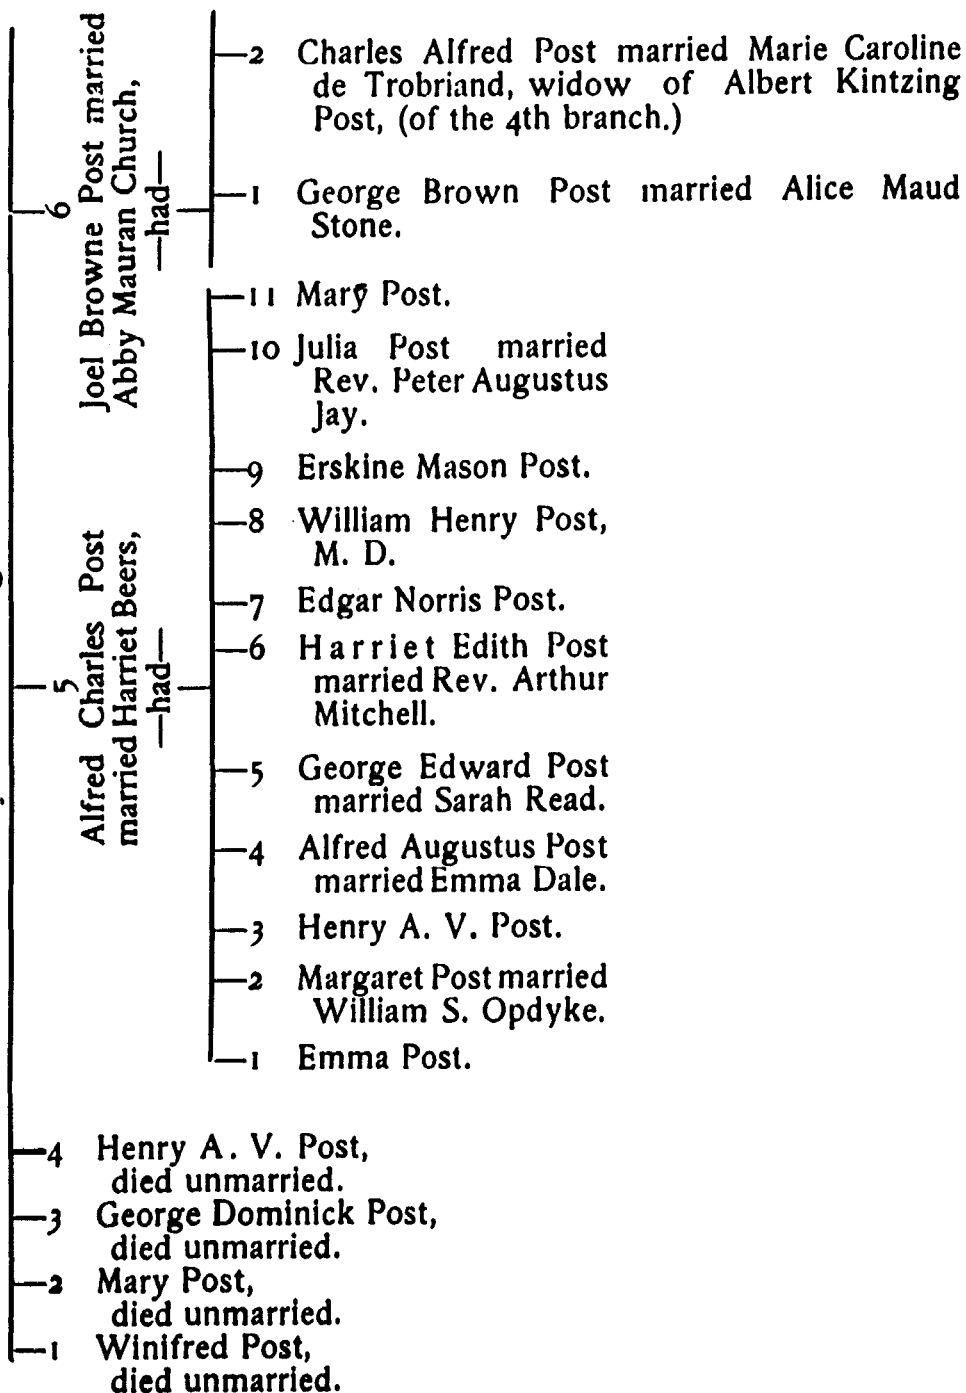 6
Joel Browne Post married
Abby Mauran Church,
—had—
2 Charles Alfred Post married Marie Caroline
de Trobriand, widow of Albert Kintzing
Post, (of the 4th branch.)
1 George Brown Post married Alice Maud
Stone.
5
Alfred Charles Post
married Harriet Beers,
—had—
11 Mary Post.
10 Julia Post married
Rev. Peter Augustus
Jay.
9 Erskine Mason Post.
8 William Henry Post,
M. D.
7 Edgar Norris Post.
6 Harriet Edith Post
married Rev. Arthur
Mitchell.
5 George Edward Post
married Sarah Read.
4 Alfred Augustus Post
married Emma Dale.
3 Henry A. V. Post.
2 Margaret Post married
William S. Opdyke.
1 Emma Post.
4 Henry A. V. Post,
died unmarried.
3 George Dominick Post,
died unmarried.
2 Mary Post,
died unmarried.
1 Winifred Post,
died unmarried.